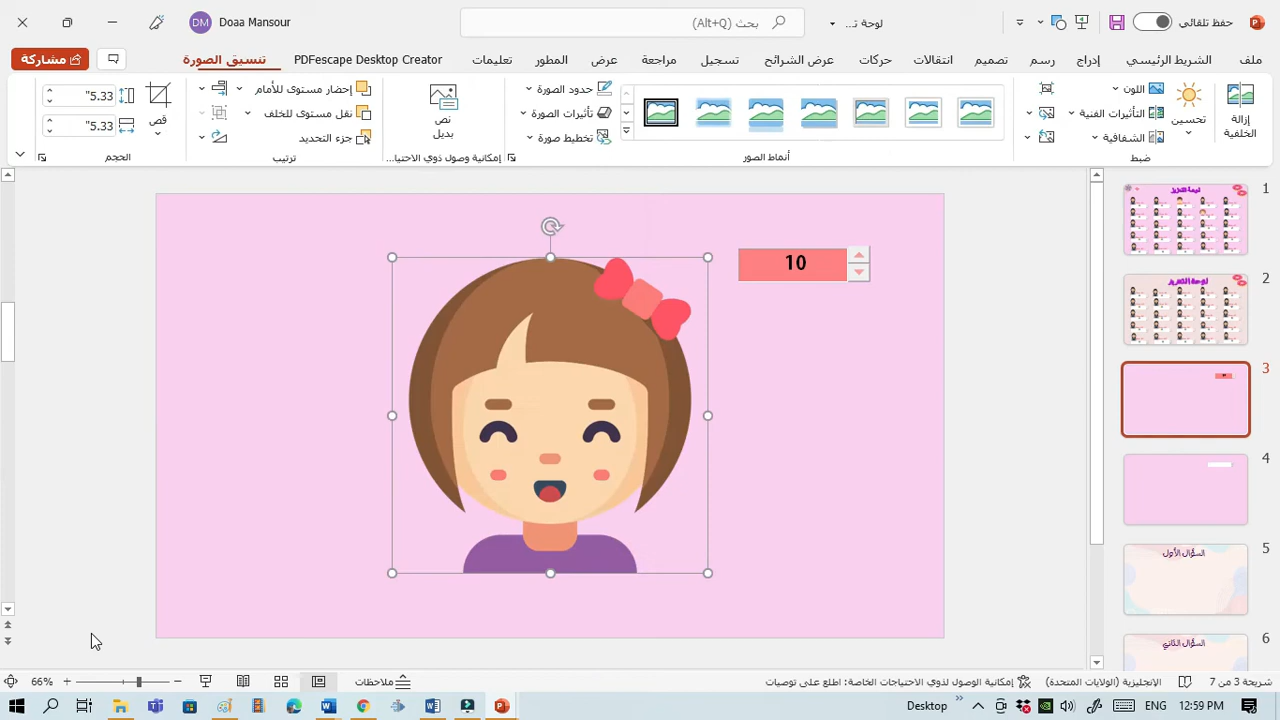 حفظ تلقائي
لوحة تـ...
بحث (Alt+Q)
Doaa Mansour
DM
ملف
الشريط الرئيسي
إدراج
رسم
تصميم
انتقالات
حركات
عرض الشرائح
تسجيل
مراجعة
عرض
المطور
تعليمات
PDFescape Desktop Creator
تنسيق الصورة
مشاركة
إزالة الخلفية
تحسين
اللون
التأثيرات الفنية
الشفافية
ضبط
أنماط الصور
حدود الصورة
تأثيرات الصورة
تخطيط صورة
نص بديل
إمكانية وصول ذوي الاحتيا...
إحضار مستوى للأمام
نقل مستوى للخلف
جزء التحديد
ترتيب
قص
5.33"
5.33"
الحجم
10
1
2
لوحة التعزيز
3
4
5
السؤال الأول
6
السؤال الثاني
شريحة 3 من 7
الإنجليزية (الولايات المتحدة)
إمكانية الوصول لذوي الاحتياجات الخاصة: اطلع على توصيات
ملاحظات
66%
Desktop
12:59 PM